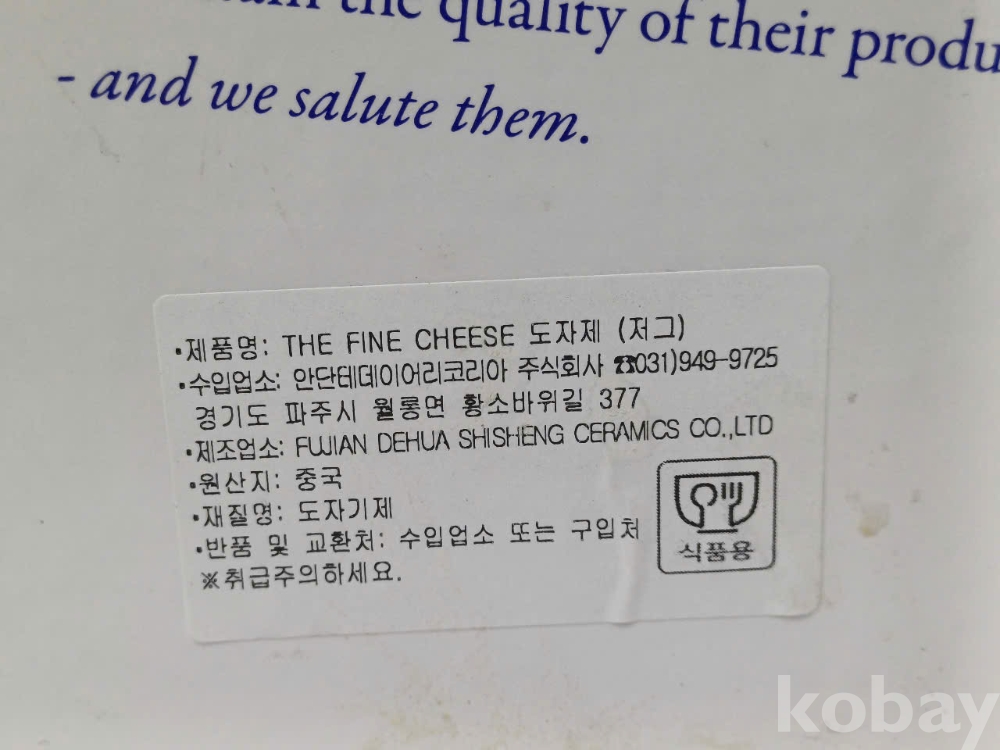 the quality of their produ
- and we salute them.
•제품명: THE FINE CHEESE 도자제 (저그)
•수입업소: 안단테데이어리코리아 주식회사 ☎031)949-9725
경기도 파주시 월롱면 황소바위길 377
•제조업소: FUJIAN DEHUA SHISHENG CERAMICS CO.,LTD
•원산지: 중국
•재질명: 도자기제
•반품 및 교환처: 수입업소 또는 구입처
※취급주의하세요.
식품용
kobay